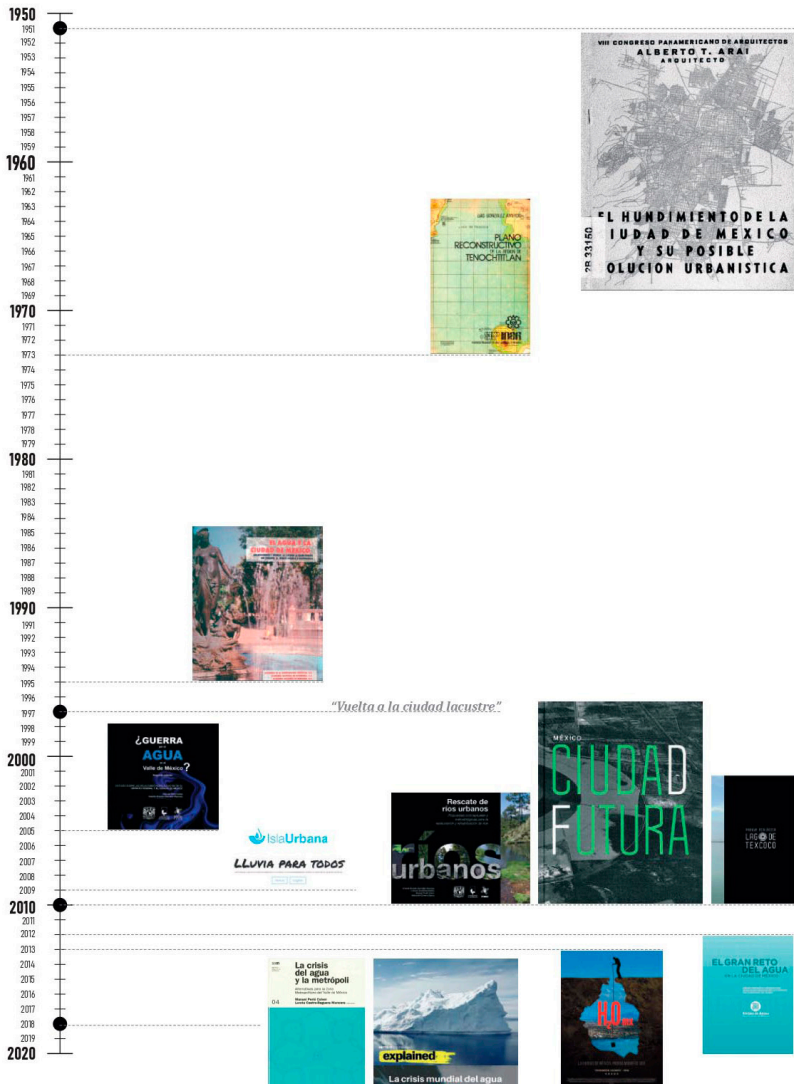 1950
1951
1952
1953
1954
1955
1956
1957
1958
1959
1960
1961
1962
1963
1964
1965
1966
1967
1968
1969
1970
1971
1972
1973
1974
1975
1976
1977
1978
1979
1980
1981
1982
1983
1984
1985
1986
1987
1988
1989
1990
1991
1992
1993
1994
1995
1996
1997
1998
1999
2000
2001
2002
2003
2004
2005
2006
2007
2008
2009
2010
2011
2012
2013
2014
2015
2016
2017
2018
2019
2020
VIII CONGRESO PANAMERICANO DE ARQUITECTOS
ALBERTO T. ARAI
ARQUITECTO
EL HUNDIMIENTO DE LA
IUDAD DE MEXICO
Y SU POSIBLE
OLUCION URBANISTICA
2B 33150
PLANO
RECONSTRUCTIVO
DE LA REGION DE
TENOCHTITLAN
EL AGUA Y LA
CIUDAD DE MEXICO
"Vuelta a la ciudad lacustre"
¿GUERRA
AGUA
Valle de México?
IslaUrbana
LLUVIA PARA TODOS
Rescate de
ríos urbanos
ríos
urbanos
MÉXICO
CIUDAD
FUTURA
LAGO DE
TEXCOCO
La crisis
del agua
y la metrópoli
04
explained
La crisis mundial del agua
H2O
EL GRAN RETO
DEL AGUA